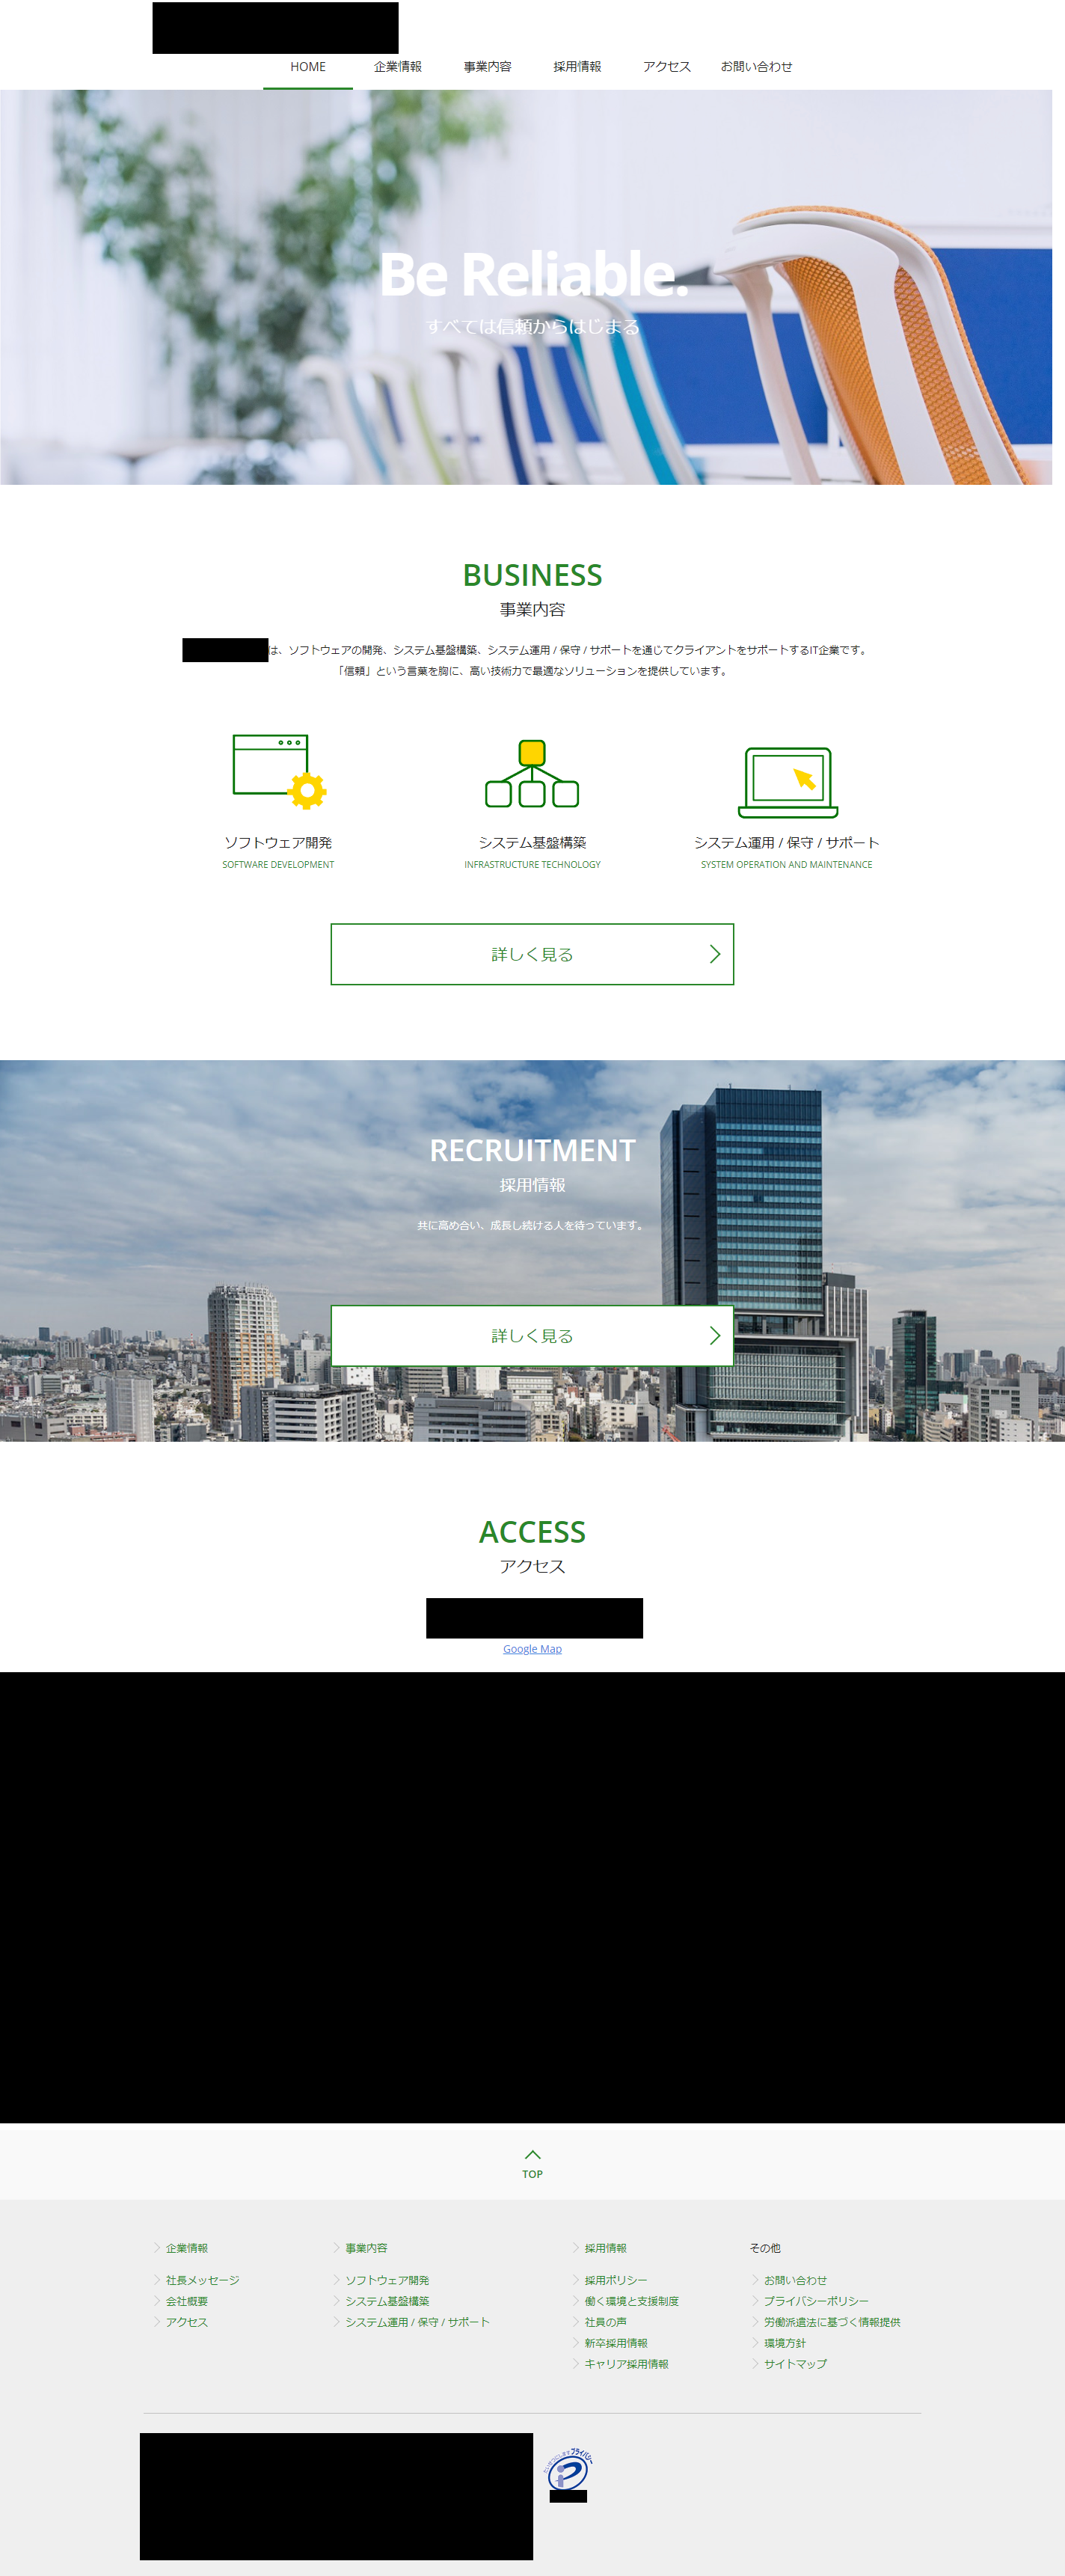 HOME
企業情報
事業内容
採用情報
アクセス
お問い合わせ
Be Reliable.
すべては信頼からはじまる
BUSINESS
事業内容
は、ソフトウェアの開発、システム基盤構築、システム運用 / 保守 / サポートを通じてクライアントをサポートするIT企業です。
「信頼」という言葉を胸に、高い技術力で最適なソリューションを提供しています。
ソフトウェア開発
SOFTWARE DEVELOPMENT
システム基盤構築
INFRASTRUCTURE TECHNOLOGY
システム運用 / 保守 / サポート
SYSTEM OPERATION AND MAINTENANCE
詳しく見る
RECRUITMENT
採用情報
共に高め合い、成長し続ける人を待っています。
詳しく見る
ACCESS
アクセス
Google Map
TOP
企業情報
社長メッセージ
会社概要
アクセス
事業内容
ソフトウェア開発
システム基盤構築
システム運用 / 保守 / サポート
採用情報
採用ポリシー
働く環境と支援制度
社員の声
新卒採用情報
キャリア採用情報
その他
お問い合わせ
プライバシーポリシー
労働派遣法に基づく情報提供
環境方針
サイトマップ
たいせつにしますプライバシー